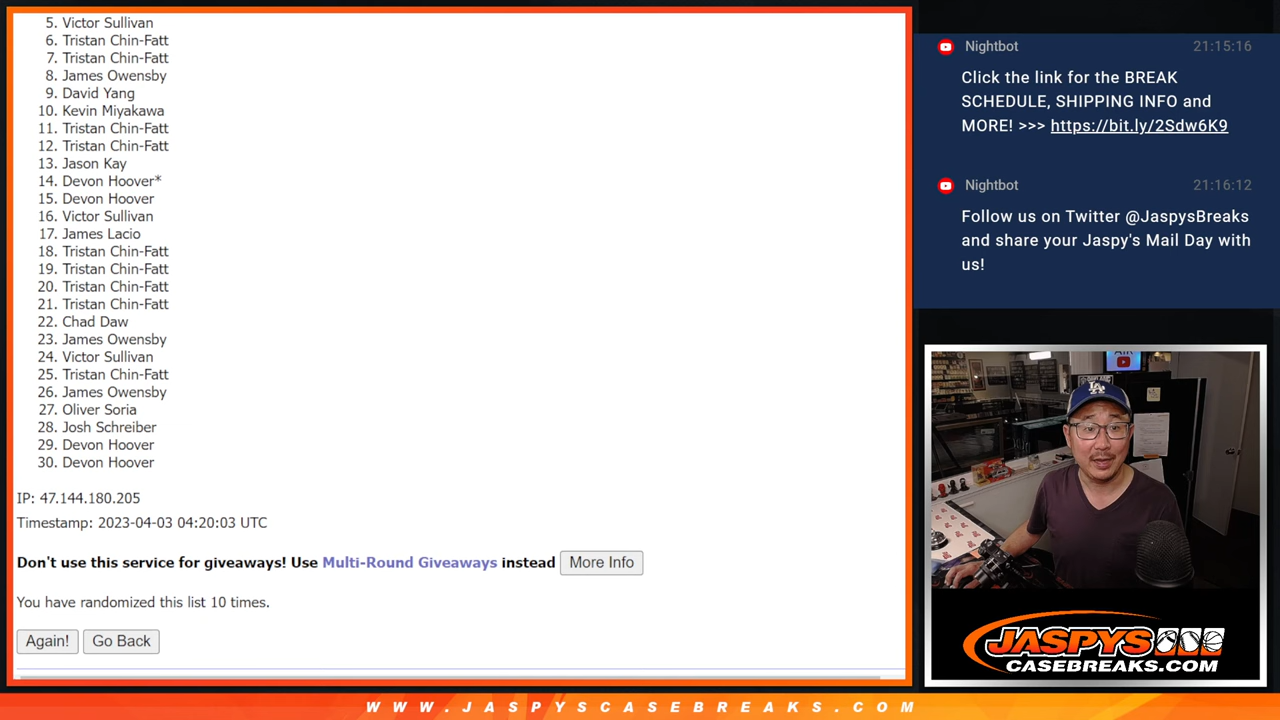 5. Victor Sullivan
6. Tristan Chin-Fatt
7. Tristan Chin-Fatt
8. James Owensby
9. David Yang
10. Kevin Miyakawa
11. Tristan Chin-Fatt
12. Tristan Chin-Fatt
13. Jason Kay
14. Devon Hoover*
15. Devon Hoover
16. Victor Sullivan
17. James Lacio
18. Tristan Chin-Fatt
19. Tristan Chin-Fatt
20. Tristan Chin-Fatt
21. Tristan Chin-Fatt
22. Chad Daw
23. James Owensby
24. Victor Sullivan
25. Tristan Chin-Fatt
26. James Owensby
27. Oliver Soria
28. Josh Schreiber
29. Devon Hoover
30. Devon Hoover
IP: 47.144.180.205
Timestamp: 2023-04-03 04:20:03 UTC
Don't use this service for giveaways! Use Multi-Round Giveaways instead More Info
You have randomized this list 10 times.
Again! Go Back
Nightbot 21:15:16
Click the link for the BREAK
SCHEDULE, SHIPPING INFO and
MORE! >>> https://bit.ly/2Sdw6K9
Nightbot 21:16:12
Follow us on Twitter @JaspysBreaks
and share your Jaspy's Mail Day with
us!
LA
JASPYS
CASEBREAKS.COM
WWW.JASPYSCASEBREAKS.COM